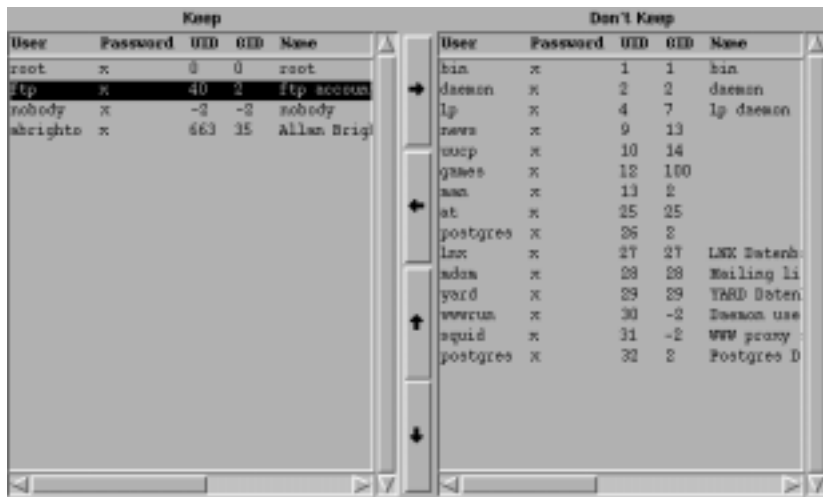 Keep
User Password UID GID Name
root x 0 0 root
ftp x 40 2 ftp accoun
nobody x -2 -2 nobody
abrighto x 663 35 Allan Brigh
Don't Keep
User Password UID GID Name
bin x 1 1 bin
daemon x 2 2 daemon
lp x 4 7 lp daemon
news x 9 13
uucp x 10 14
games x 12 100
man x 13 2
at x 25 25
postgres x 26 2
lnx x 27 27 LNX Datenb
mdom x 28 28 Mailing li
yard x 29 29 YARD Daten
wwwrun x 30 -2 Daemon use
squid x 31 -2 WWW proxy
postgres x 32 2 Postgres D